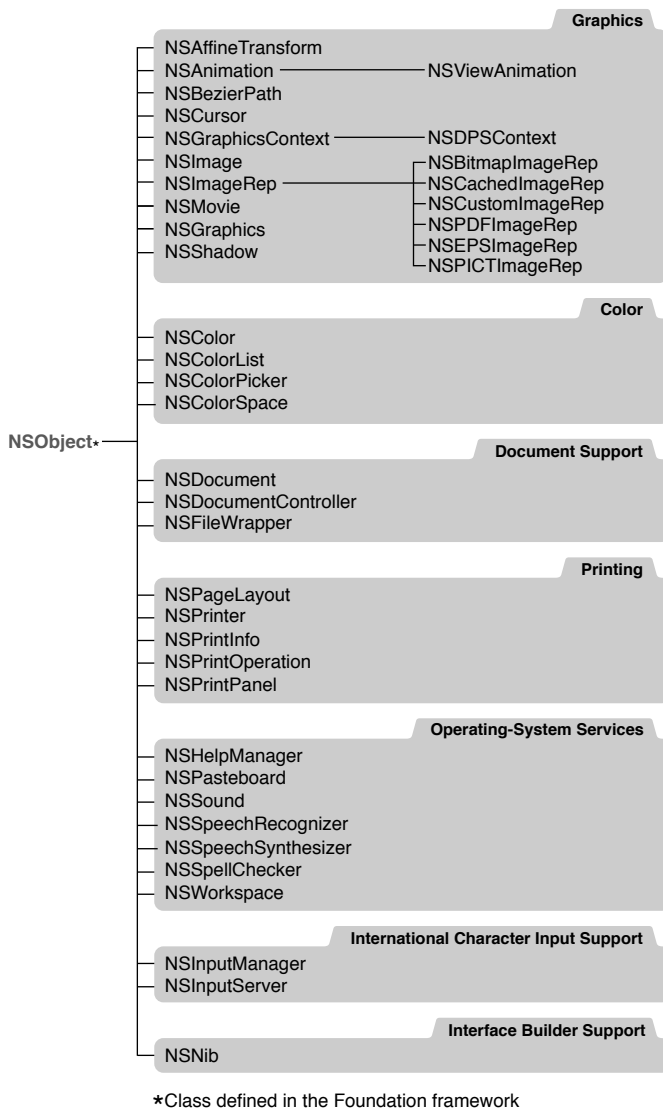 Graphics
NSAffineTransform
NSAnimation NSViewAnimation
NSBezierPath
NSCursor
NSGraphicsContext NSDPSContext
NSImage NSBitmapImageRep
NSImageRep NSCachedImageRep
NSMovie NSCustomImageRep
NSGraphics NSPDFImageRep
NSShadow NSEPSImageRep
NSPICTImageRep
Color
NSColor
NSColorList
NSColorPicker
NSColorSpace
NSObject*
Document Support
NSDocument
NSDocumentController
NSFileWrapper
Printing
NSPageLayout
NSPrinter
NSPrintInfo
NSPrintOperation
NSPrintPanel
Operating-System Services
NSHelpManager
NSPasteboard
NSSound
NSSpeechRecognizer
NSSpeechSynthesizer
NSSpellChecker
NSWorkspace
International Character Input Support
NSInputManager
NSInputServer
Interface Builder Support
NSNib
*Class defined in the Foundation framework